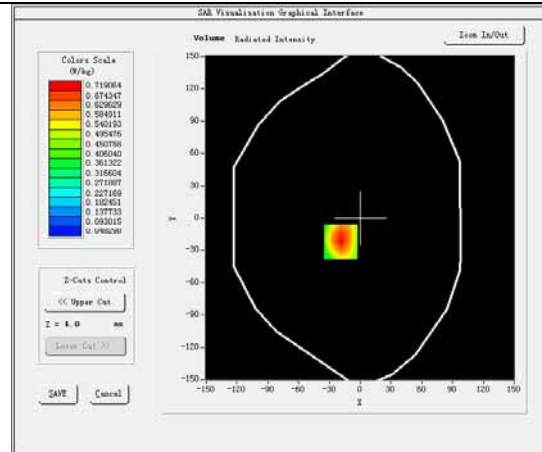 SAR Visualisation Graphical Interface
Volume Radiated Intensity
Zoom In/Out
Colors Scale
(W/kg)
0.719064
0.674347
0.629629
0.584911
0.540193
0.495476
0.450758
0.406040
0.361322
0.316604
0.271887
0.227169
0.182451
0.137733
0.093015
0.048298
Z-Cuts Control
<< Upper Cut
Z = 4.0 mm
Lower Cut >>
SAVE Cancel
150
120
90
60
30
0
-30
-60
-90
-120
-150
Y
-150 -120 -90 -60 -30 0 30 60 90 120 150
X